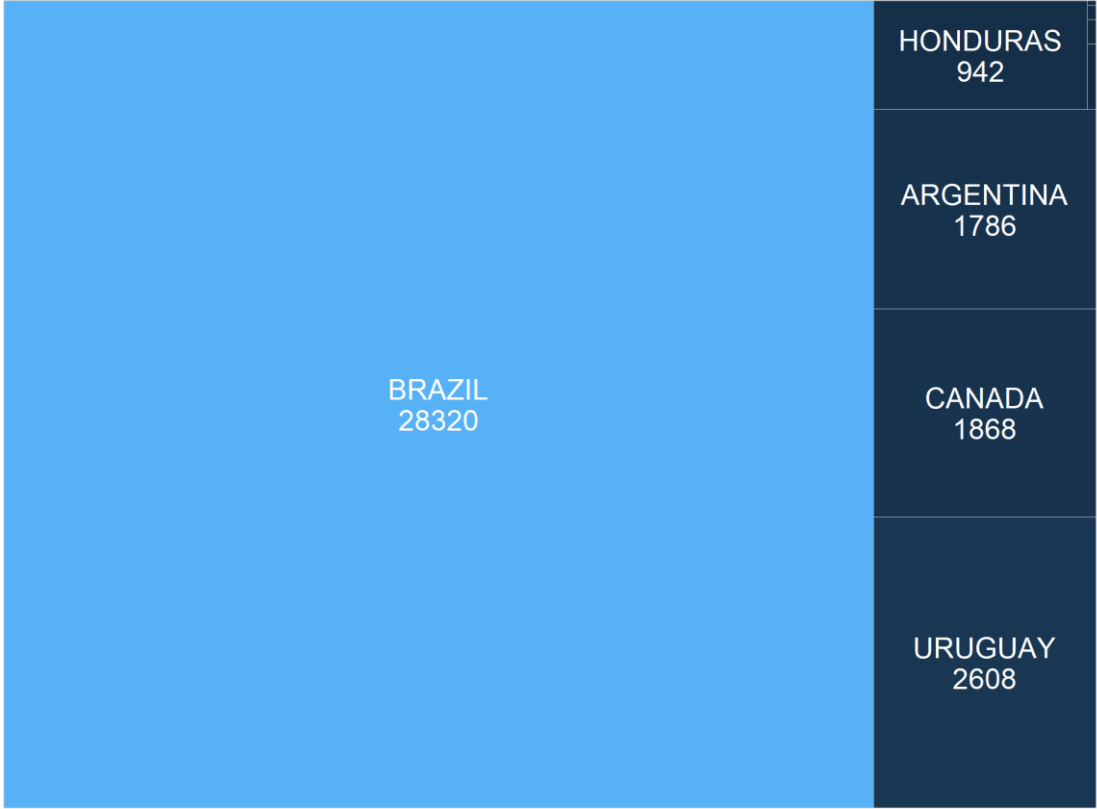 BRAZIL
28320
HONDURAS
942
ARGENTINA
1786
CANADA
1868
URUGUAY
2608